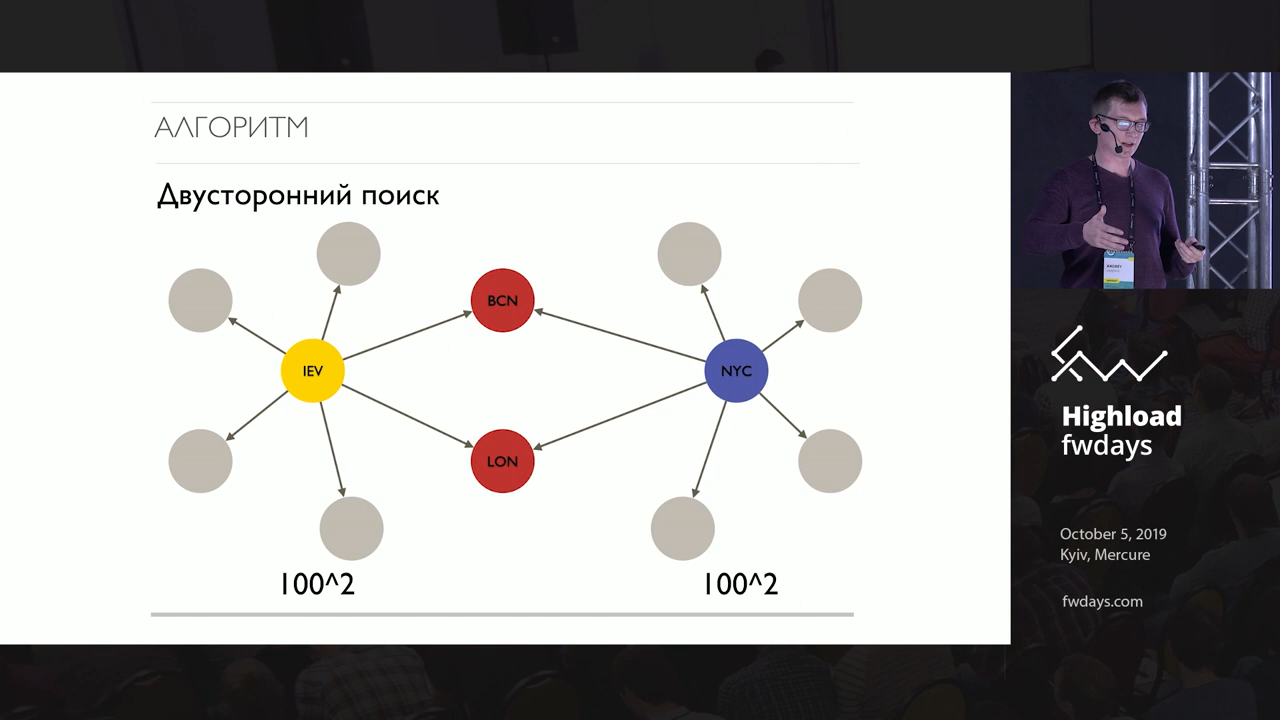 АЛГОРИТМ
Двусторонний поиск
BCN
IEV
NYC
LON
100^2
100^2
ANDREY
Highload
fwdays
October 5, 2019
Kyiv, Mercure
fwdays.com